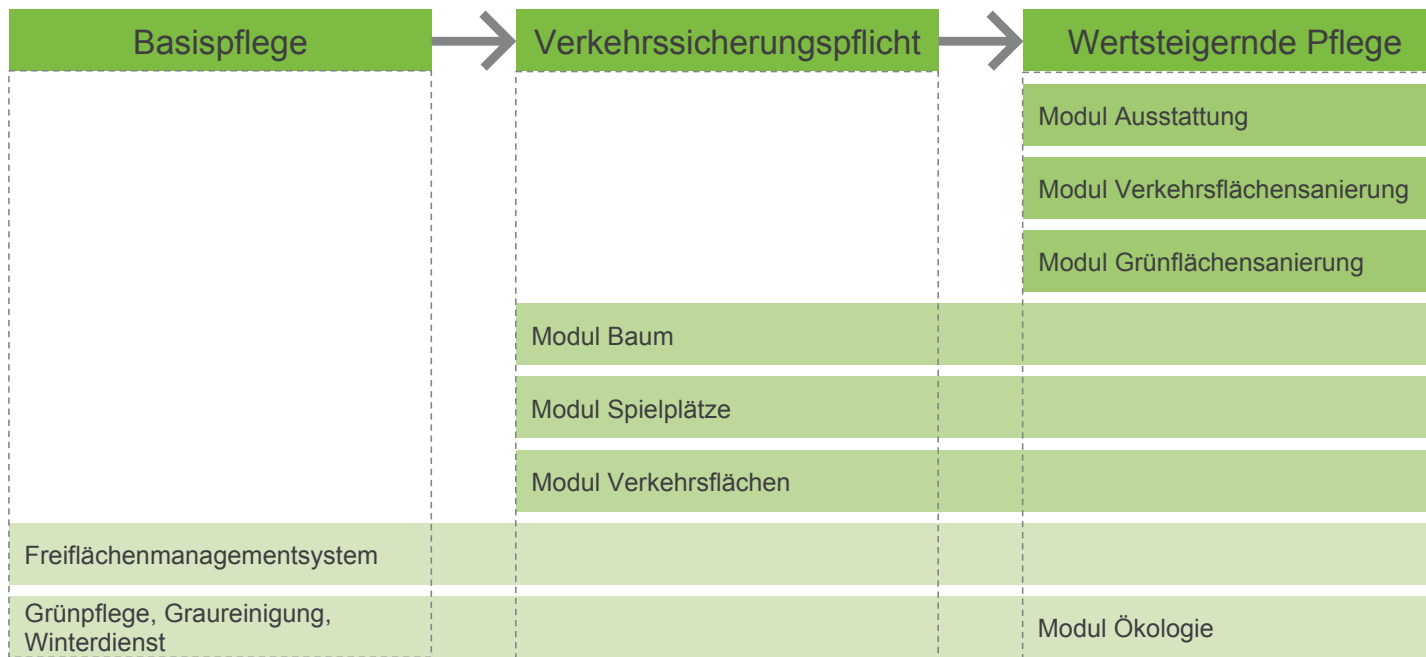 Basispflege
Verkehrssicherungspflicht
Wertsteigernde Pflege
Modul Ausstattung
Modul Verkehrsflächensanierung
Modul Grünflächensanierung
Modul Baum
Modul Spielplätze
Modul Verkehrsflächen
Freiflächenmanagementsystem
Grünpflege, Graureinigung,
Winterdienst
Modul Ökologie